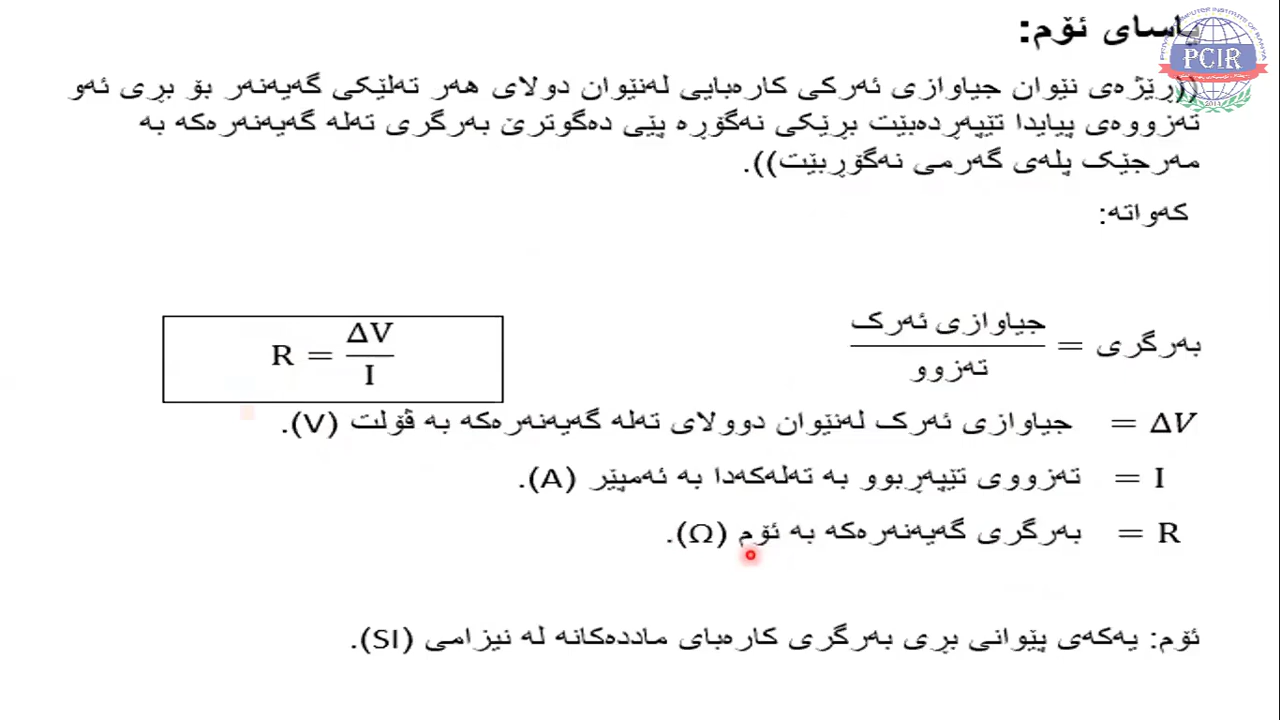 یاسای ئۆم:
((ڕێژەی نێوان جیاوازی ئەرکی کارەبایی لەنێوان دولای هەر تەلێکی گەیەنەر بۆ بڕی ئەو
تەزووەی پیایدا تێپەڕدەبێت بڕێکی نەگۆڕە پێی دەگوترێ بەرگری تەلە گەیەنەرەکە بە
مەرجێک پلەی گەرمی نەگۆڕبێت)).
کەواتە:
بەرگری = جیاوازی ئەرک / تەزوو
R = ΔV / I
ΔV = جیاوازی ئەرک لەنێوان دوولای تەلە گەیەنەرەکە بە ڤۆلت (V).
I = تەزووی تێپەڕبوو بە تەلەکەدا بە ئەمپێر (A).
R = بەرگری گەیەنەرەکە بە ئۆم (Ω).
ئۆم: یەکەی پێوانی بڕی بەرگری کارەبای ماددەکانە لە نیزامی (SI).
PCIR
2011